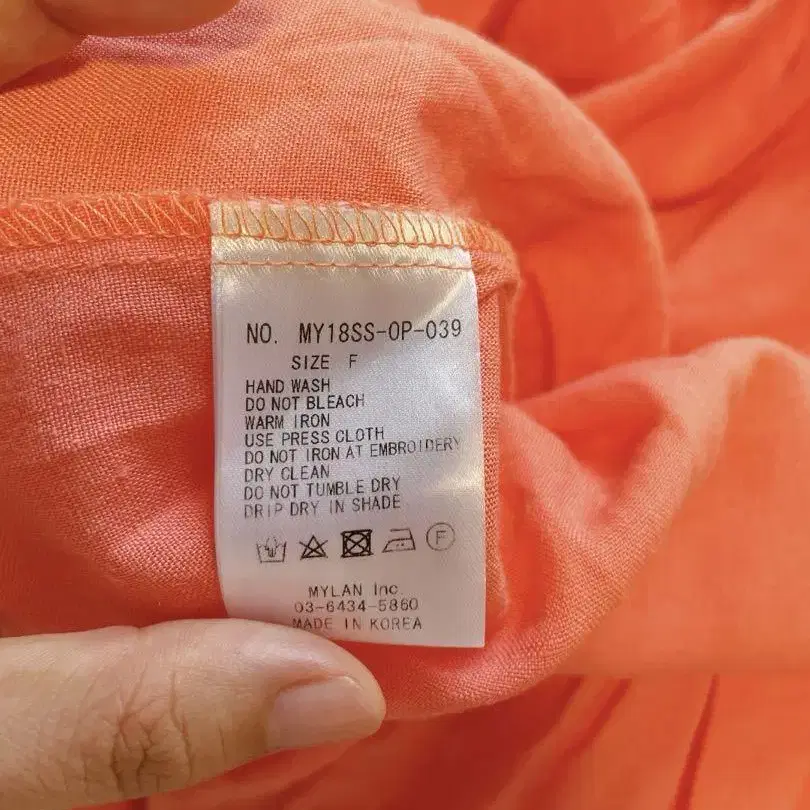 NO. MY18SS-OP-039
SIZE F
HAND WASH
DO NOT BLEACH
WARM IRON
USE PRESS CLOTH
DO NOT IRON AT EMBROIDERY
DRY CLEAN
DO NOT TUMBLE DRY
DRIP DRY IN SHADE
F
MYLAN Inc.
03-6434-5860
MADE IN KOREA